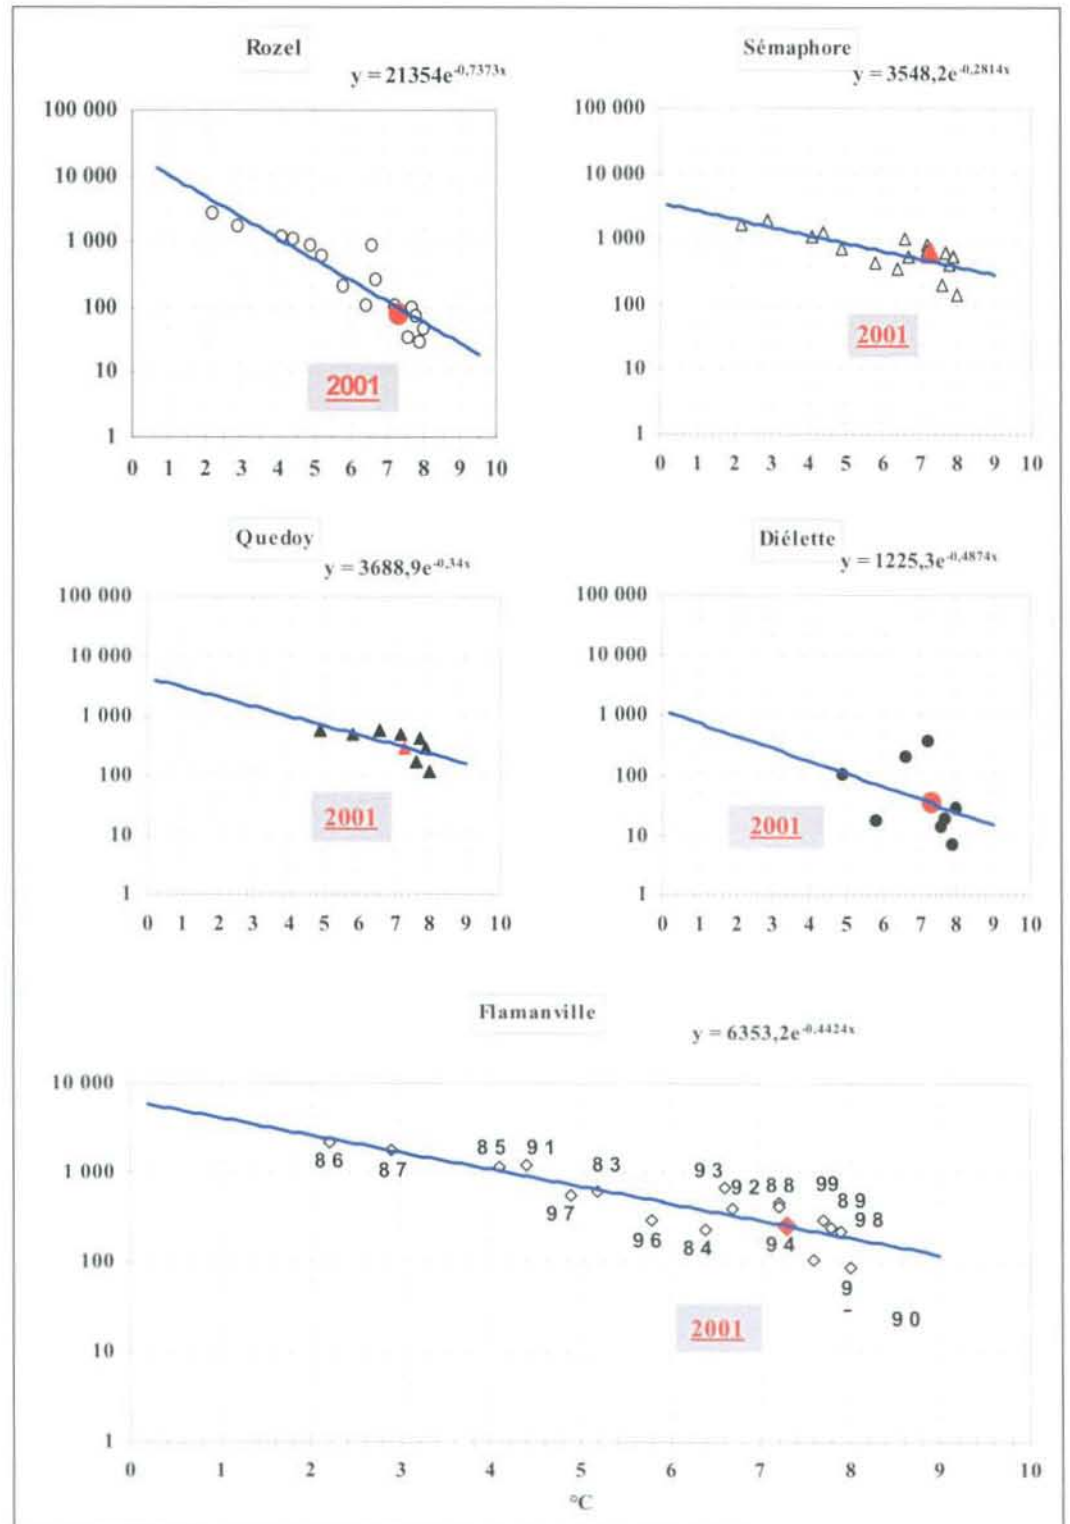 Rozel
y = 21354e-0,7373x
100 000
10 000
1 000
100
10
1
2001
0 1 2 3 4 5 6 7 8 9 10
Sémaphore
y = 3548,2e-0,2814x
100 000
10 000
1 000
100
10
1
2001
0 1 2 3 4 5 6 7 8 9 10
Quedoy
y = 3688,9e-0,34x
100 000
10 000
1 000
100
10
1
2001
0 1 2 3 4 5 6 7 8 9 10
Diélette
y = 1225,3e-0,4874x
100 000
10 000
1 000
100
10
1
2001
0 1 2 3 4 5 6 7 8 9 10
Flamanville
y = 6353,2e-0,4424x
10 000
1 000
100
10
1
86 87 85 91 97 83 96 84 93 92 88 94 99 89 98
9
-
90
2001
0 1 2 3 4 5 6 7 8 9 10
°C